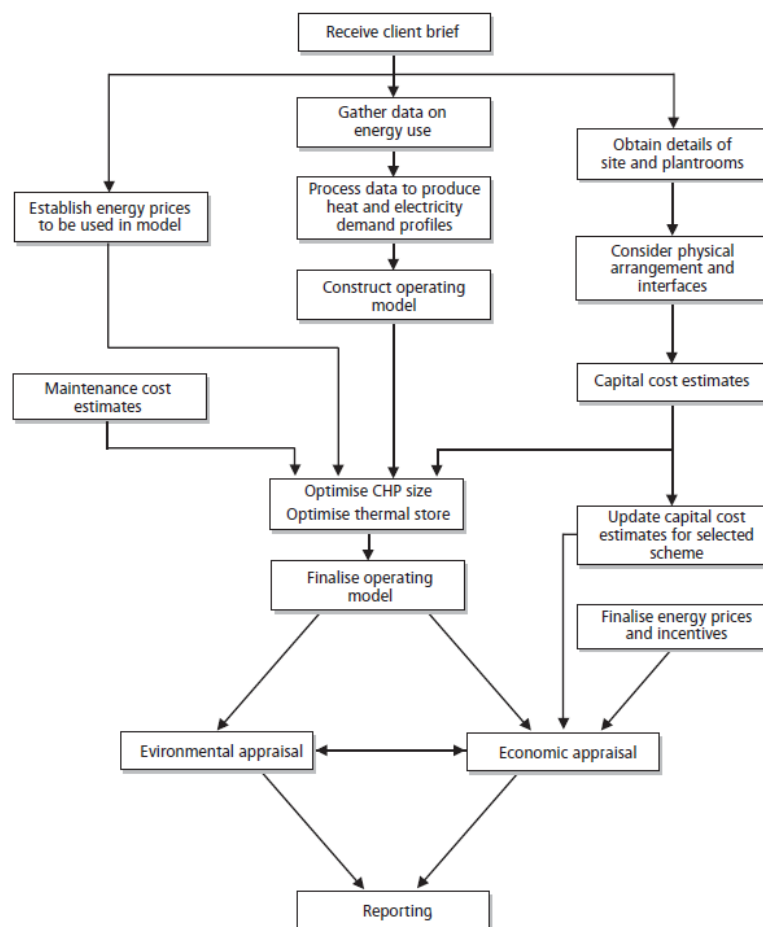 Receive client brief
Gather data on
energy use
Obtain details of
site and plantrooms
Establish energy prices
to be used in model
Process data to produce
heat and electricity
demand profiles
Consider physical
arrangement and
interfaces
Construct operating
model
Maintenance cost
estimates
Capital cost estimates
Optimise CHP size
Optimise thermal store
Update capital cost
estimates for selected
scheme
Finalise operating
model
Finalise energy prices
and incentives
Evironmental appraisal
Economic appraisal
Reporting